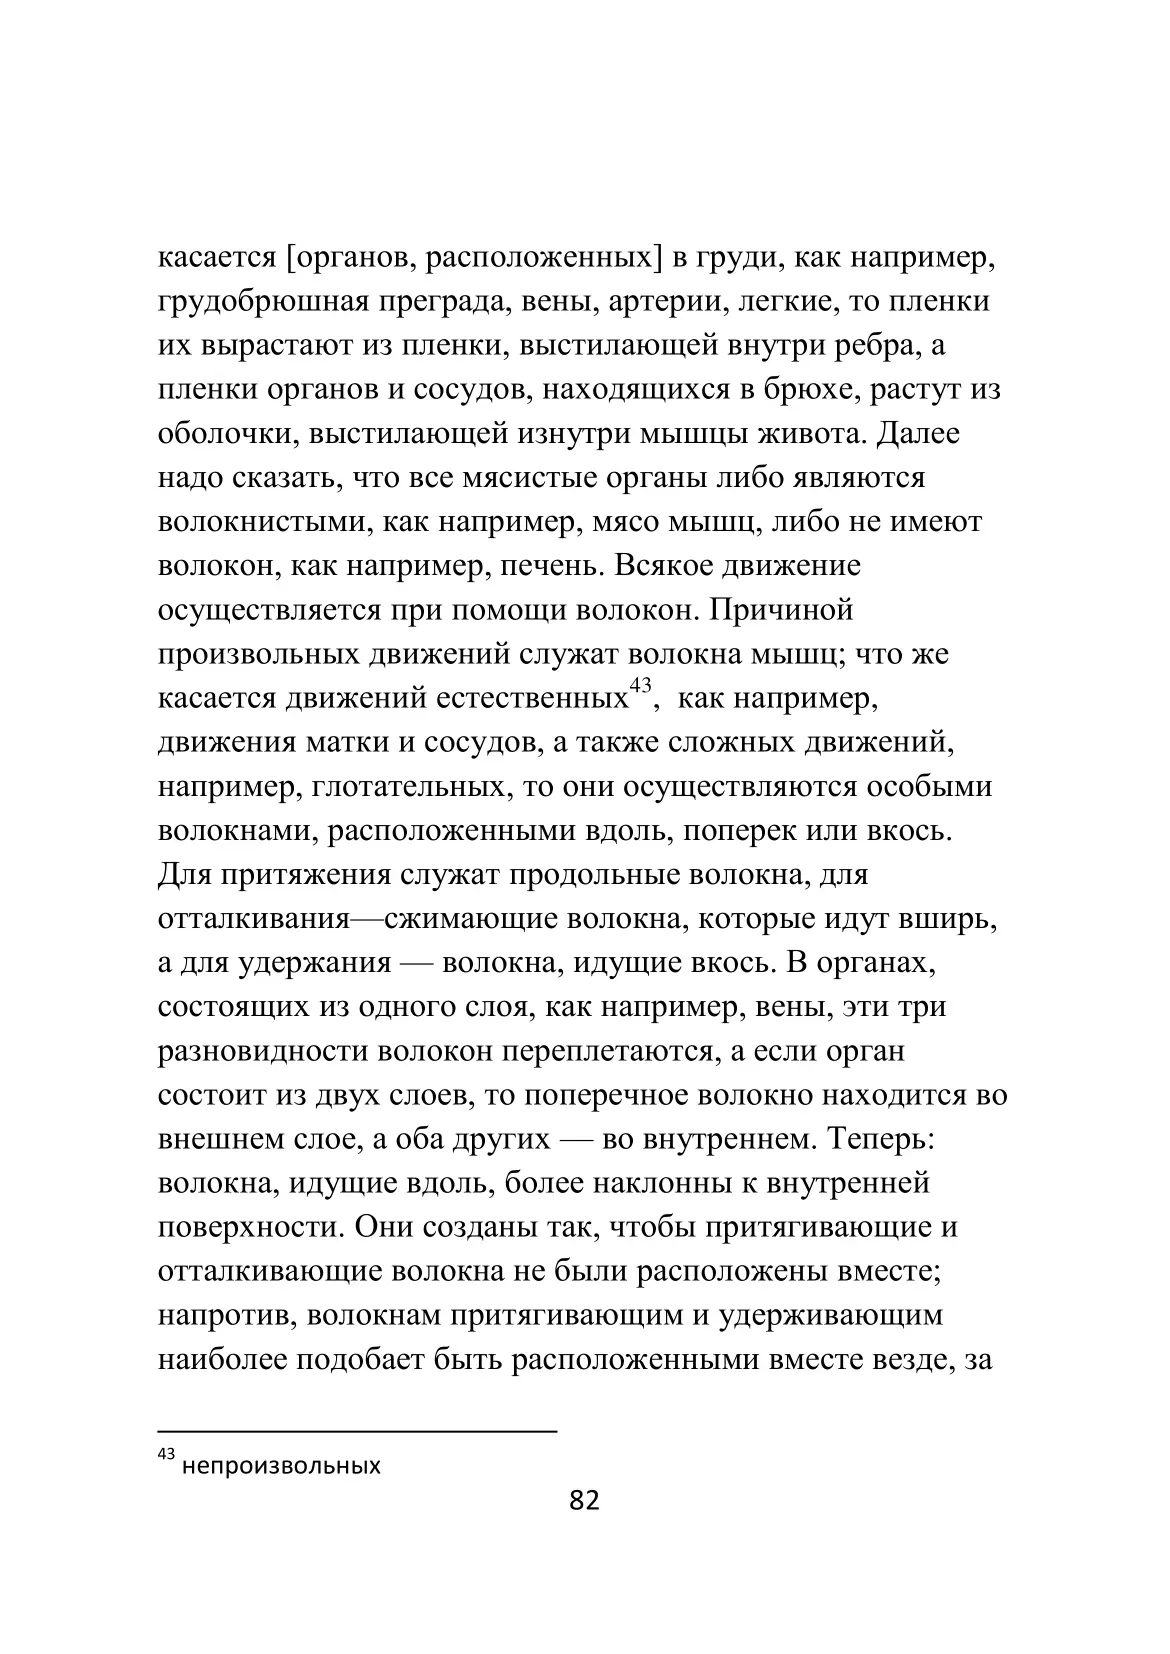 касается [органов, расположенных] в груди, как например,
грудобрюшная преграда, вены, артерии, легкие, то пленки
их вырастают из пленки, выстилающей внутри ребра, а
пленки органов и сосудов, находящихся в брюхе, растут из
оболочки, выстилающей изнутри мышцы живота. Далее
надо сказать, что все мясистые органы либо являются
волокнистыми, как например, мясо мышц, либо не имеют
волокон, как например, печень. Всякое движение
осуществляется при помощи волокон. Причиной
произвольных движений служат волокна мышц; что же
касается движений естественных43, как например,
движения матки и сосудов, а также сложных движений,
например, глотательных, то они осуществляются особыми
волокнами, расположенными вдоль, поперек или вкось.
Для притяжения служат продольные волокна, для
отталкивания—сжимающие волокна, которые идут вширь,
а для удержания — волокна, идущие вкось. В органах,
состоящих из одного слоя, как например, вены, эти три
разновидности волокон переплетаются, а если орган
состоит из двух слоев, то поперечное волокно находится во
внешнем слое, а оба других — во внутреннем. Теперь:
волокна, идущие вдоль, более наклонны к внутренней
поверхности. Они созданы так, чтобы притягивающие и
отталкивающие волокна не были расположены вместе;
напротив, волокнам притягивающим и удерживающим
наиболее подобает быть расположенными вместе везде, за
43 непроизвольных
82